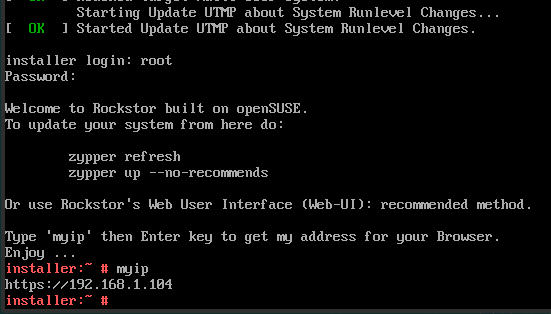 Starting Update UTMP about System Runlevel Changes...
[  OK  ] Started Update UTMP about System Runlevel Changes.
installer login: root
Password:
Welcome to Rockstor built on openSUSE.
To update your system from here do:
        zypper refresh
        zypper up --no-recommends
Or use Rockstor's Web User Interface (Web-UI): recommended method.
Type 'myip' then Enter key to get my address for your Browser.
Enjoy ...
installer:~ # myip
https://192.168.1.104
installer:~ #